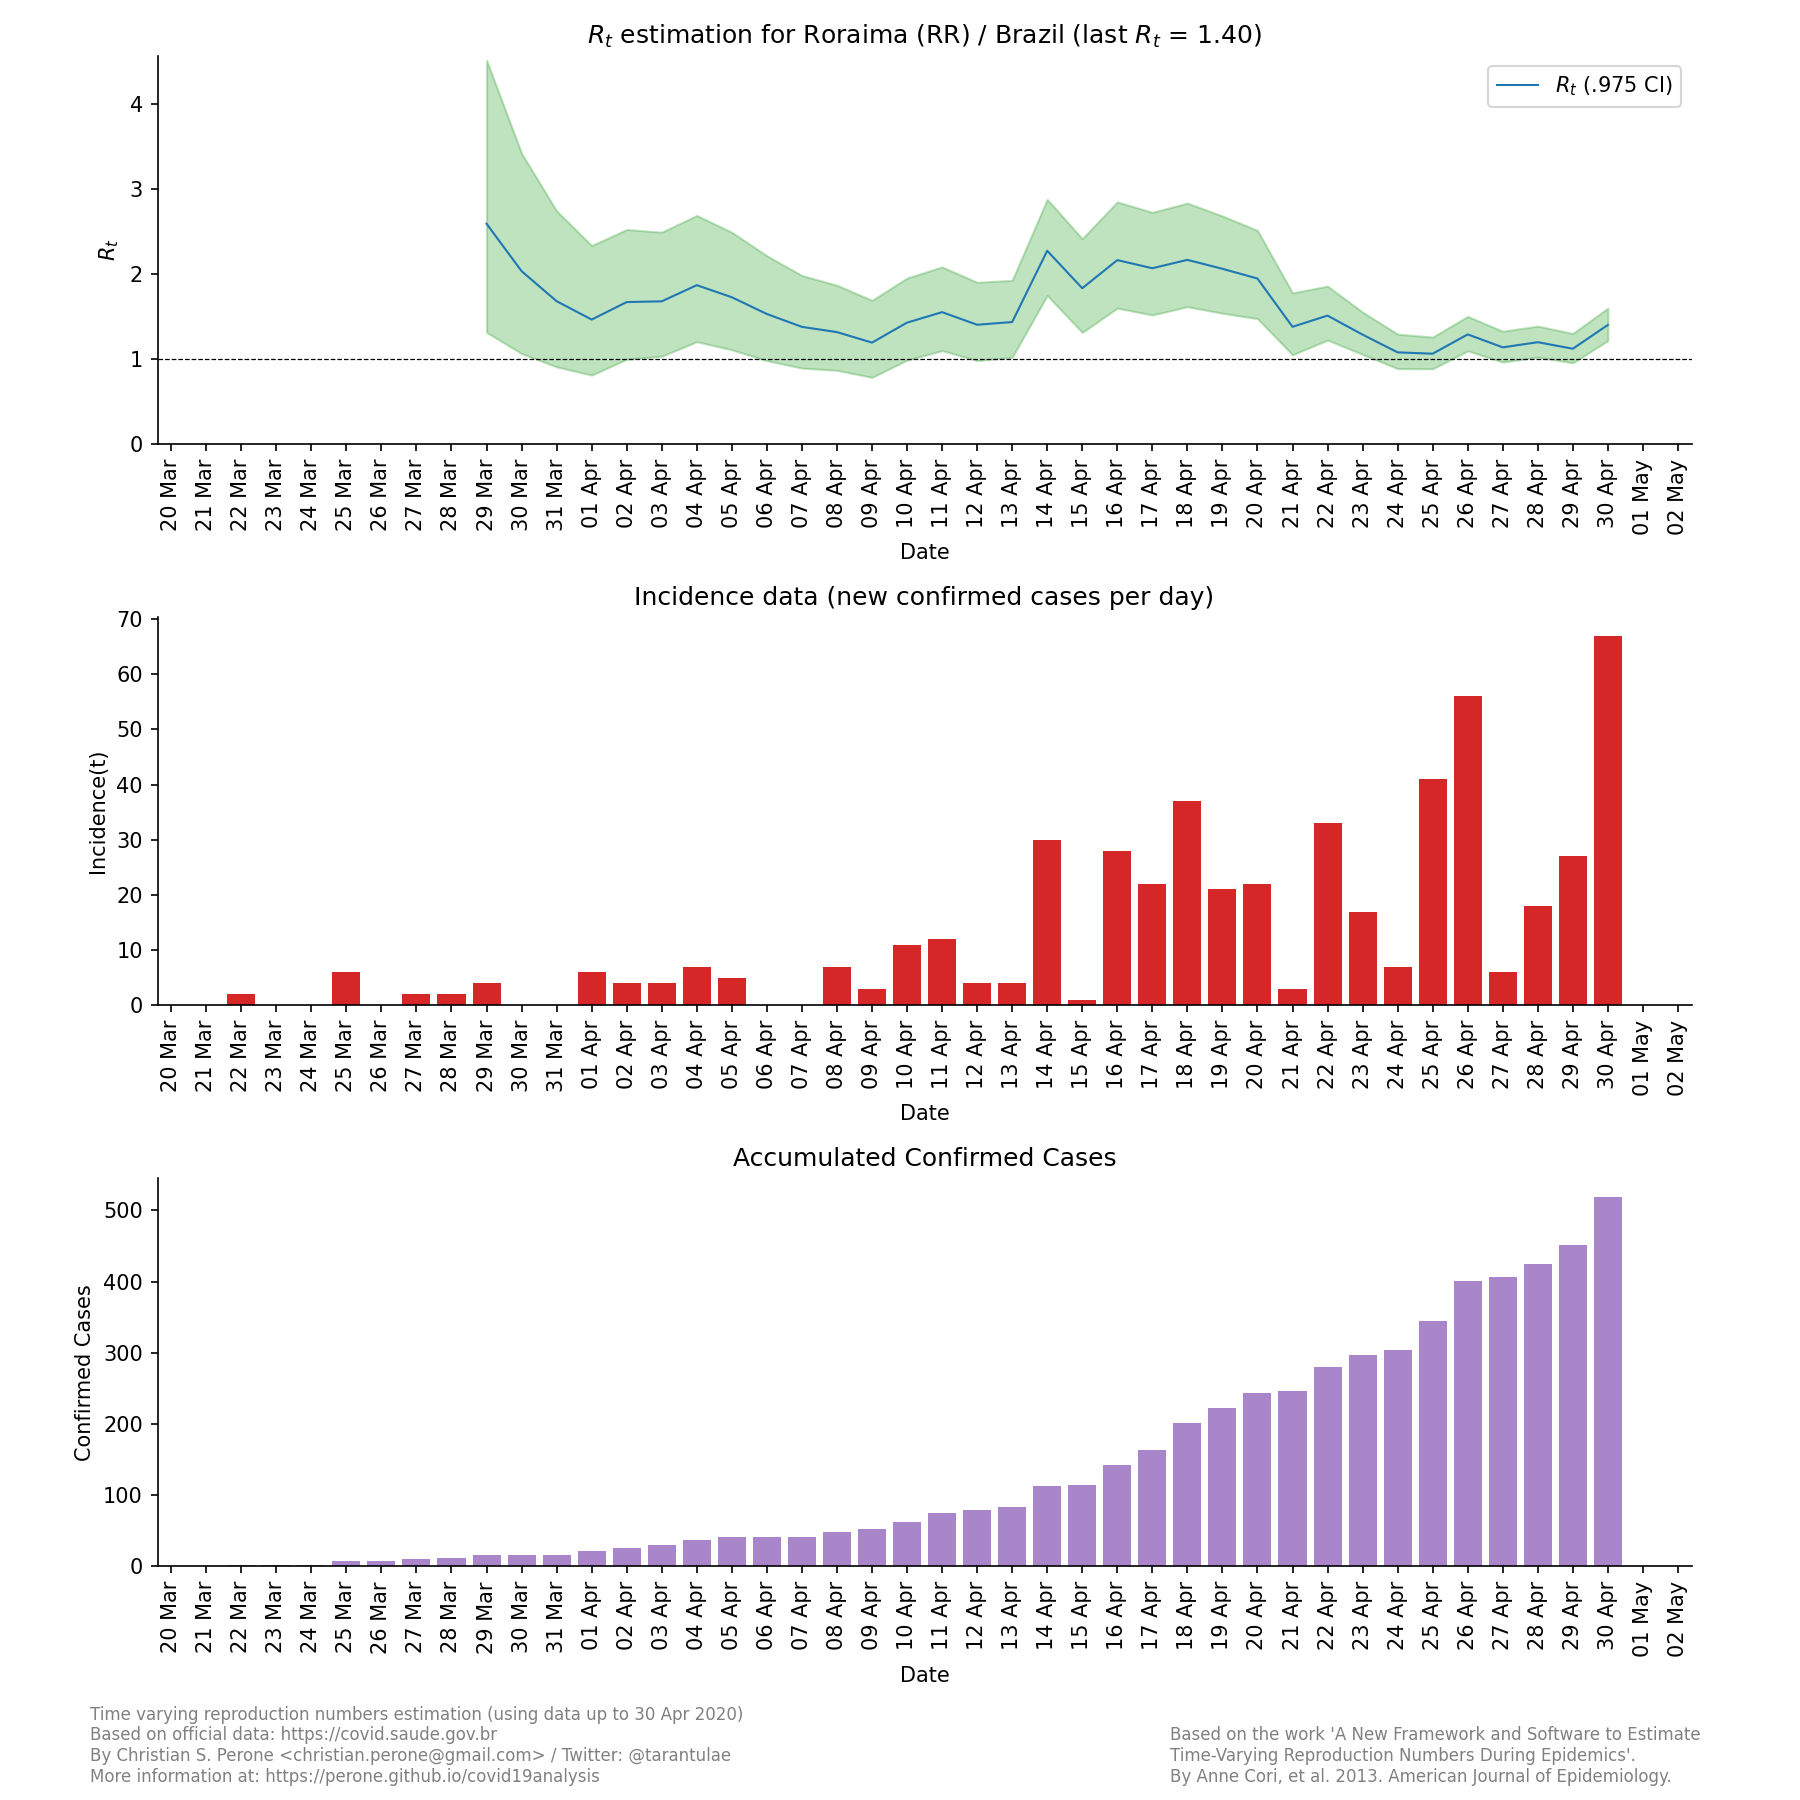 Rt estimation for Roraima (RR) / Brazil (last Rt = 1.40)
Rt (.975 CI)
4
3
2
1
0
Rt
20 Mar 21 Mar 22 Mar 23 Mar 24 Mar 25 Mar 26 Mar 27 Mar 28 Mar 29 Mar 30 Mar 31 Mar 01 Apr 02 Apr 03 Apr 04 Apr 05 Apr 06 Apr 07 Apr 08 Apr 09 Apr 10 Apr 11 Apr 12 Apr 13 Apr 14 Apr 15 Apr 16 Apr 17 Apr 18 Apr 19 Apr 20 Apr 21 Apr 22 Apr 23 Apr 24 Apr 25 Apr 26 Apr 27 Apr 28 Apr 29 Apr 30 Apr 01 May 02 May
Date
Incidence data (new confirmed cases per day)
70
60
50
40
30
20
10
0
Incidence(t)
20 Mar 21 Mar 22 Mar 23 Mar 24 Mar 25 Mar 26 Mar 27 Mar 28 Mar 29 Mar 30 Mar 31 Mar 01 Apr 02 Apr 03 Apr 04 Apr 05 Apr 06 Apr 07 Apr 08 Apr 09 Apr 10 Apr 11 Apr 12 Apr 13 Apr 14 Apr 15 Apr 16 Apr 17 Apr 18 Apr 19 Apr 20 Apr 21 Apr 22 Apr 23 Apr 24 Apr 25 Apr 26 Apr 27 Apr 28 Apr 29 Apr 30 Apr 01 May 02 May
Date
Accumulated Confirmed Cases
500
400
300
200
100
0
Confirmed Cases
20 Mar 21 Mar 22 Mar 23 Mar 24 Mar 25 Mar 26 Mar 27 Mar 28 Mar 29 Mar 30 Mar 31 Mar 01 Apr 02 Apr 03 Apr 04 Apr 05 Apr 06 Apr 07 Apr 08 Apr 09 Apr 10 Apr 11 Apr 12 Apr 13 Apr 14 Apr 15 Apr 16 Apr 17 Apr 18 Apr 19 Apr 20 Apr 21 Apr 22 Apr 23 Apr 24 Apr 25 Apr 26 Apr 27 Apr 28 Apr 29 Apr 30 Apr 01 May 02 May
Date
Time varying reproduction numbers estimation (using data up to 30 Apr 2020)
Based on official data: https://covid.saude.gov.br
By Christian S. Perone <christian.perone@gmail.com> / Twitter: @tarantulae
More information at: https://perone.github.io/covid19analysis
Based on the work 'A New Framework and Software to Estimate
Time-Varying Reproduction Numbers During Epidemics'.
By Anne Cori, et al. 2013. American Journal of Epidemiology.